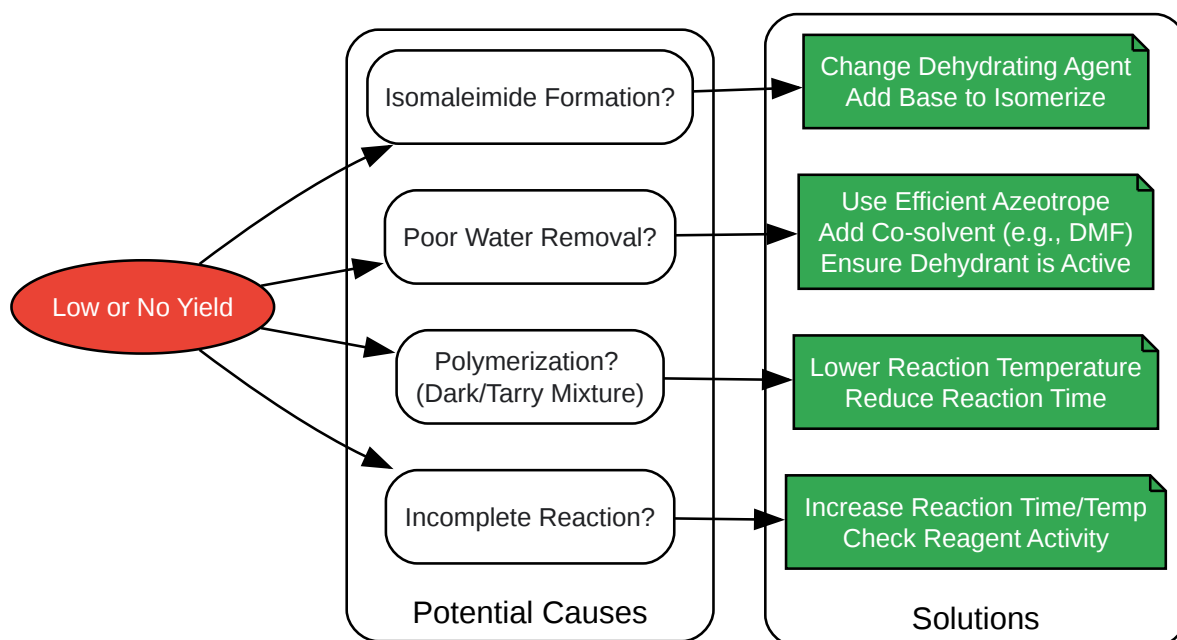 Low or No Yield
Isomaleimide Formation?
Poor Water Removal?
Polymerization?
(Dark/Tarry Mixture)
Incomplete Reaction?
Potential Causes
Change Dehydrating Agent
Add Base to Isomerize
Use Efficient Azeotrope
Add Co-solvent (e.g., DMF)
Ensure Dehydrant is Active
Lower Reaction Temperature
Reduce Reaction Time
Increase Reaction Time/Temp
Check Reagent Activity
Solutions